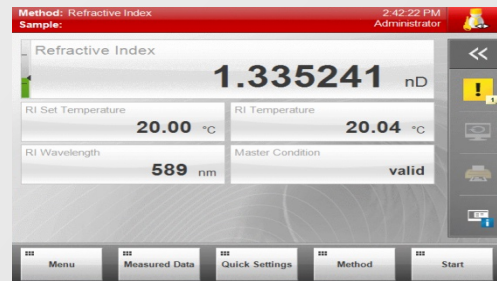 Method: Refractive Index 2:42:22 PM
Sample: Administrator
Refractive Index
1.335241 nD
RI Set Temperature RI Temperature
20.00 °C 20.04 °C
RI Wavelength Master Condition
589 nm valid
! 1
i
Menu Measured Data Quick Settings Method Start